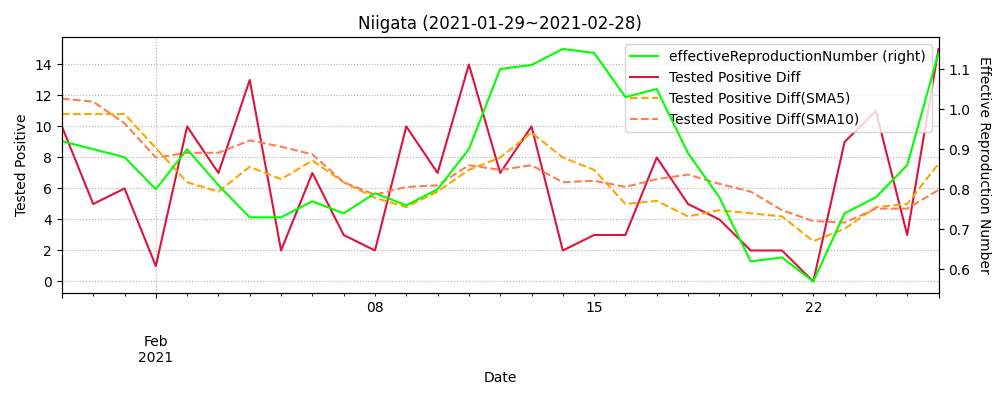 Niigata (2021-01-29~2021-02-28)
effectiveReproductionNumber (right)
Tested Positive Diff
Tested Positive Diff(SMA5)
Tested Positive Diff(SMA10)
Tested Positive
14
12
10
8
6
4
2
0
1.1
1.0
0.9
0.8
0.7
0.6
Effective Reproduction Number
08
15
22
Feb
2021
Date